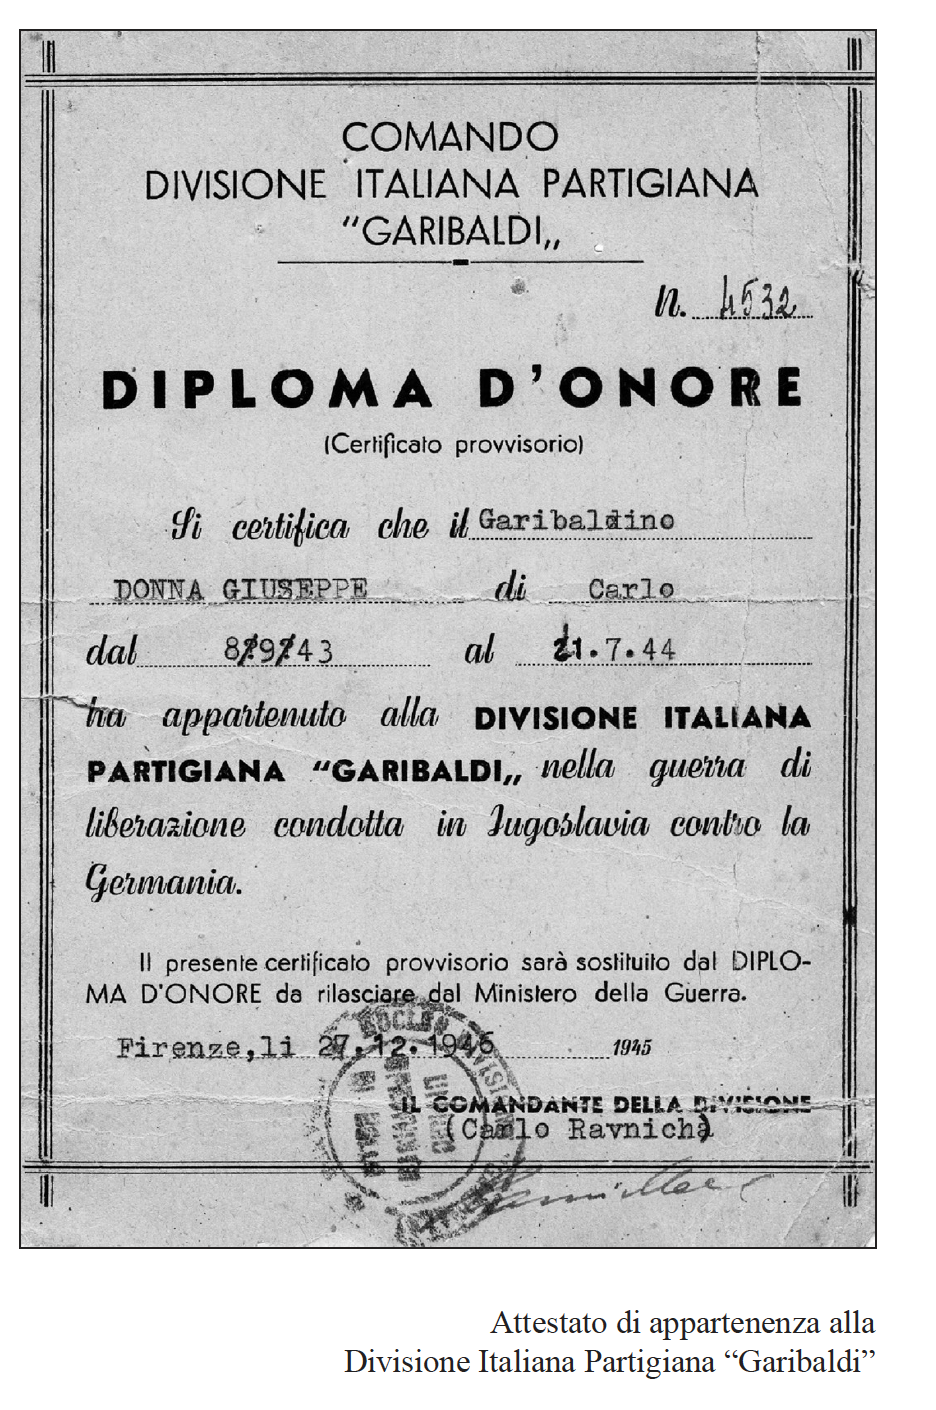 COMANDO
DIVISIONE ITALIANA PARTIGIANA
“GARIBALDI„
N. 4532
DIPLOMA D'ONORE
(Certificato provvisorio)
Si certifica che il Garibaldino
DONNA GIUSEPPE di Carlo
dal 8/9/43 al 21.7.44
ha appartenuto alla DIVISIONE ITALIANA
PARTIGIANA “GARIBALDI„ nella guerra di
liberazione condotta in Jugoslavia contro la
Germania.
Il presente certificato provvisorio sarà sostituito dal DIPLO-
MA D'ONORE da rilasciare dal Ministero della Guerra.
Firenze, li 27.12.1945 1945
IL COMANDANTE DELLA DIVISIONE
(Carlo Ravnich)
Attestato di appartenenza alla
Divisione Italiana Partigiana “Garibaldi”